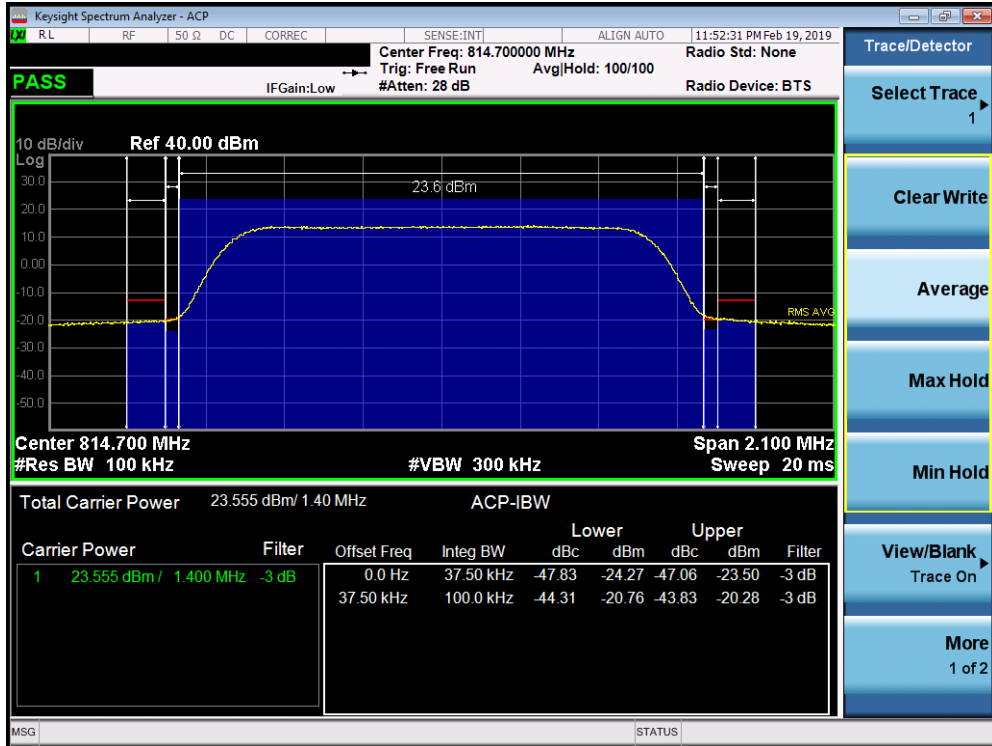 Keysight Spectrum Analyzer - ACP
LXI RL RF 50 Ω DC CORREC SENSE:INT ALIGN AUTO 11:52:31 PM Feb 19, 2019
Center Freq: 814.700000 MHz Radio Std: None
Trig: Free Run Avg|Hold: 100/100
PASS IFGain:Low #Atten: 28 dB Radio Device: BTS
10 dB/div Ref 40.00 dBm
Log
30.0
23.6 dBm
20.0
10.0
0.00
-10.0
RMS AVG
-20.0
-30.0
-40.0
-50.0
Center 814.700 MHz Span 2.100 MHz
#Res BW 100 kHz #VBW 300 kHz Sweep 20 ms
Total Carrier Power 23.555 dBm/ 1.40 MHz ACP-IBW
Lower Upper
Carrier Power Filter Offset Freq Integ BW dBc dBm dBc dBm Filter
1 23.555 dBm / 1.400 MHz -3 dB 0.0 Hz 37.50 kHz -47.83 -24.27 -47.06 -23.50 -3 dB
37.50 kHz 100.0 kHz -44.31 -20.76 -43.83 -20.28 -3 dB
MSG STATUS
Trace/Detector
Select Trace
1
Clear Write
Average
Max Hold
Min Hold
View/Blank
Trace On
More
1 of 2